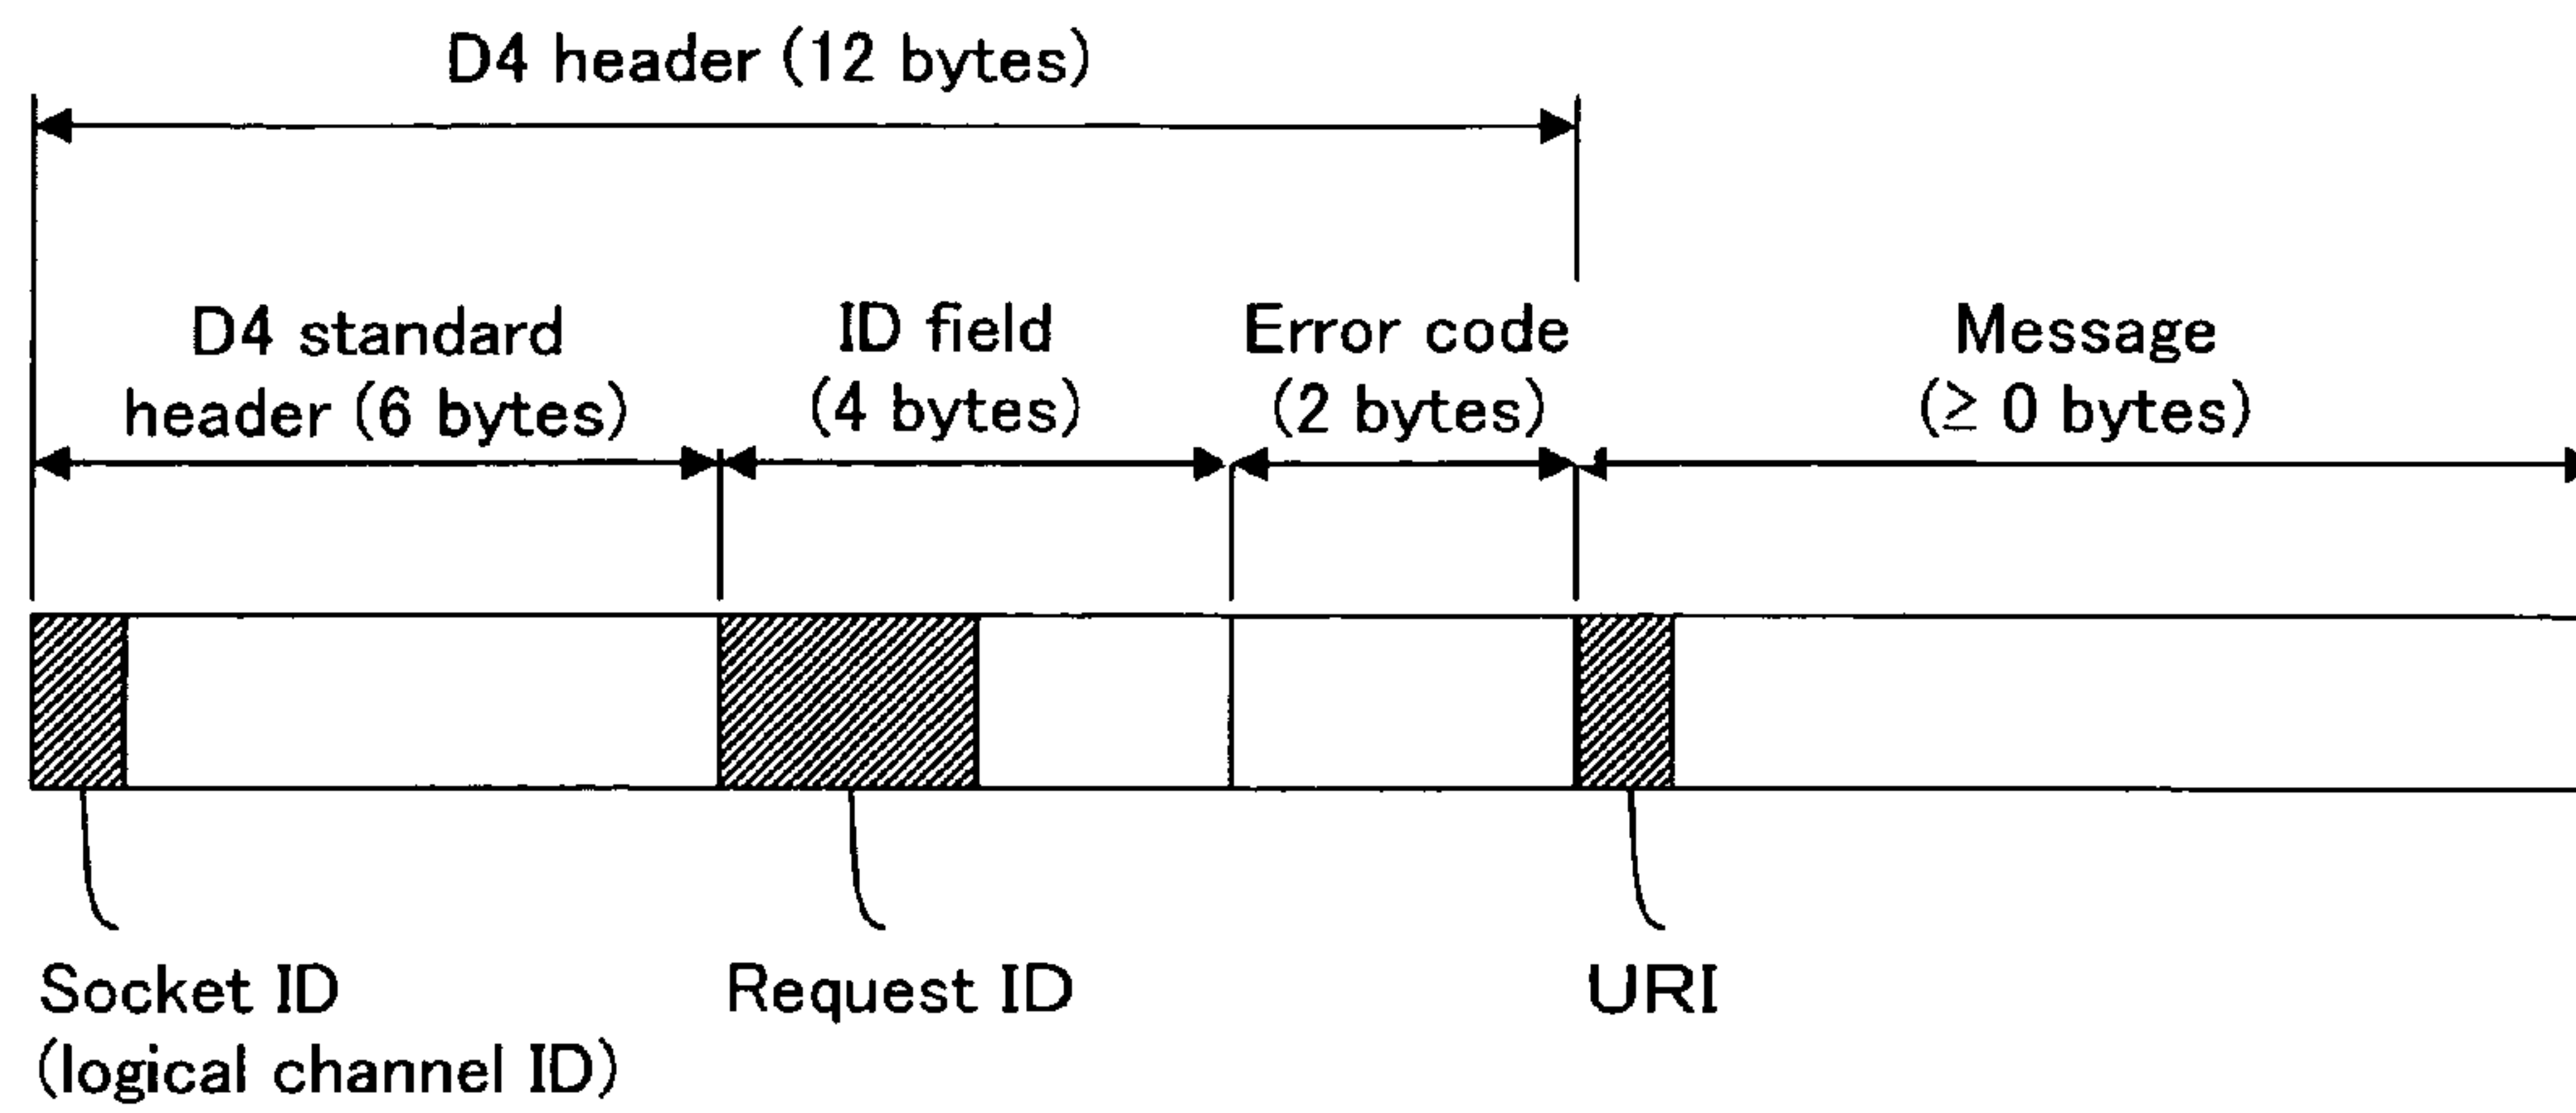 D4 header (12 bytes)
D4 standard
header (6 bytes)
ID field
(4 bytes)
Error code
(2 bytes)
Message
(≥ 0 bytes)
Socket ID
(logical channel ID)
Request ID
URI